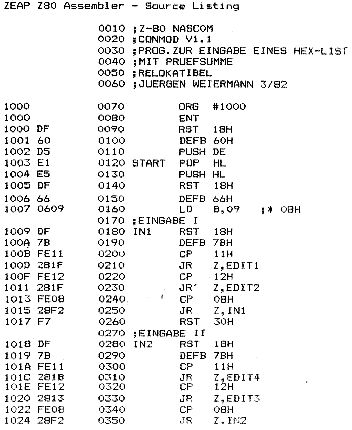 ZEAP Z80 Assembler - Source Listing
0010 ;Z-80 NASCOM
0020 ;CONMOD V1.1
0030 ;PROG.ZUR EINGABE EINES HEX-LIST
0040 ;MIT PRUEFSUMME
0050 ;RELOKATIBEL
0060 ;JUERGEN WEIERMANN 3/82
1000 0070 ORG #1000
1000 0080 ENT
1000 DF 0090 RST 18H
1001 60 0100 DEFB 60H
1002 D5 0110 PUSH DE
1003 E1 0120 START POP HL
1004 E5 0130 PUSH HL
1005 DF 0140 RST 18H
1006 66 0150 DEFB 66H
1007 0609 0160 LD B,09 ;* 08H
0170 ;EINGABE I
1009 DF 0180 IN1 RST 18H
100A 7B 0190 DEFB 7BH
100B FE11 0200 CP 11H
100D 281F 0210 JR Z,EDIT1
100F FE12 0220 CP 12H
1011 281F 0230 JR Z,EDIT2
1013 FE08 0240 CP 08H
1015 28F2 0250 JR Z,IN1
1017 F7 0260 RST 30H
0270 ;EINGABE II
1018 DF 0280 IN2 RST 18H
1019 7B 0290 DEFB 7BH
101A FE11 0300 CP 11H
101C 281B 0310 JR Z,EDIT4
101E FE12 0320 CP 12H
1020 2813 0330 JR Z,EDIT3
1022 FE08 0340 CP 08H
1024 28F2 0350 JR Z,IN2